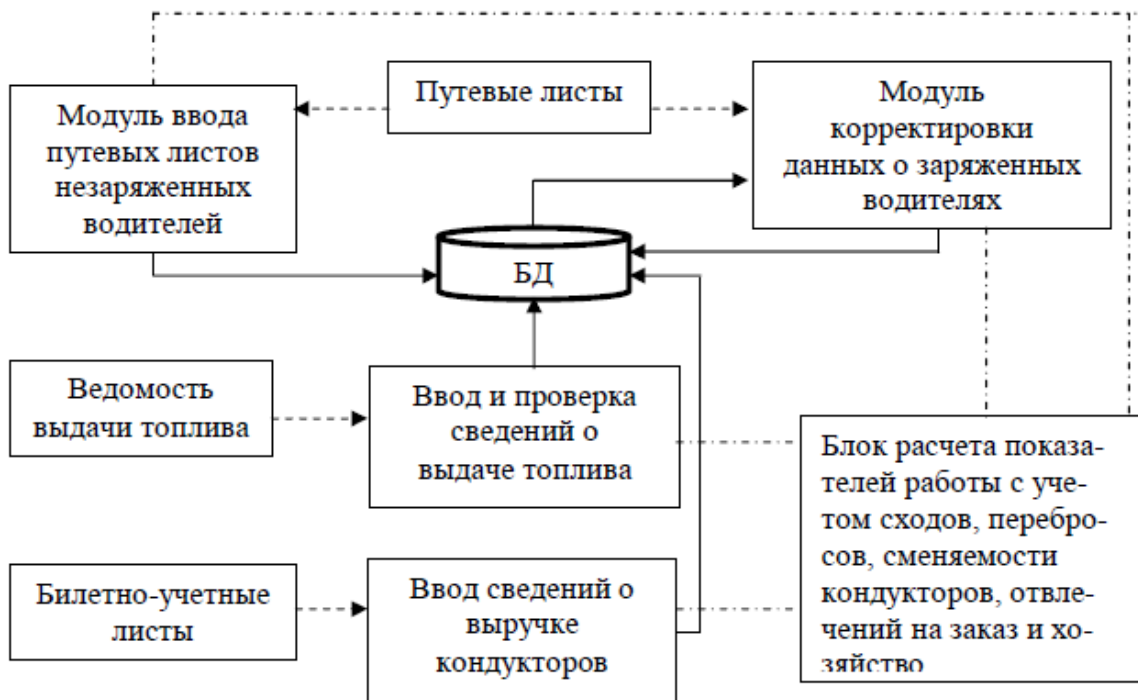 Путевые листы
Модуль ввода
путевых листов
незаряженных
водителей
Модуль
корректировки
данных о заряженных
водителях
БД
Ведомость
выдачи топлива
Ввод и проверка
сведений о
выдаче топлива
Блок расчета показа-
телей работы с уче-
том сходов, перебро-
сов, сменяемости
кондукторов, отвле-
чений на заказ и хо-
зяйство
Билетно-учетные
листы
Ввод сведений о
выручке
кондукторов